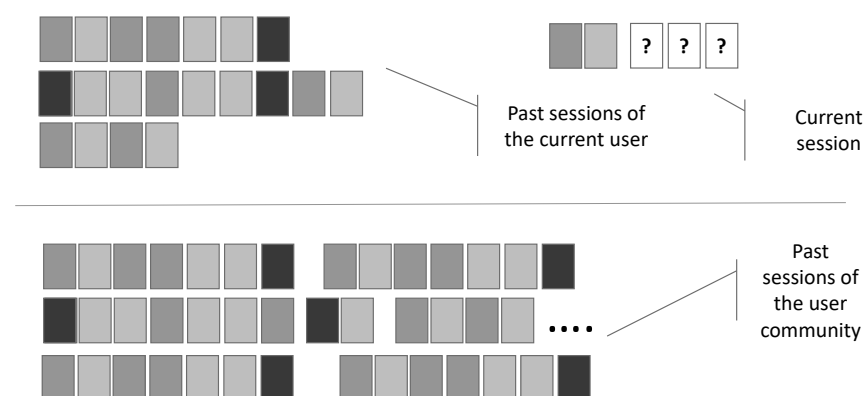 ? ? ?
Past sessions of
the current user
Current
session
Past
sessions of
the user
community
....